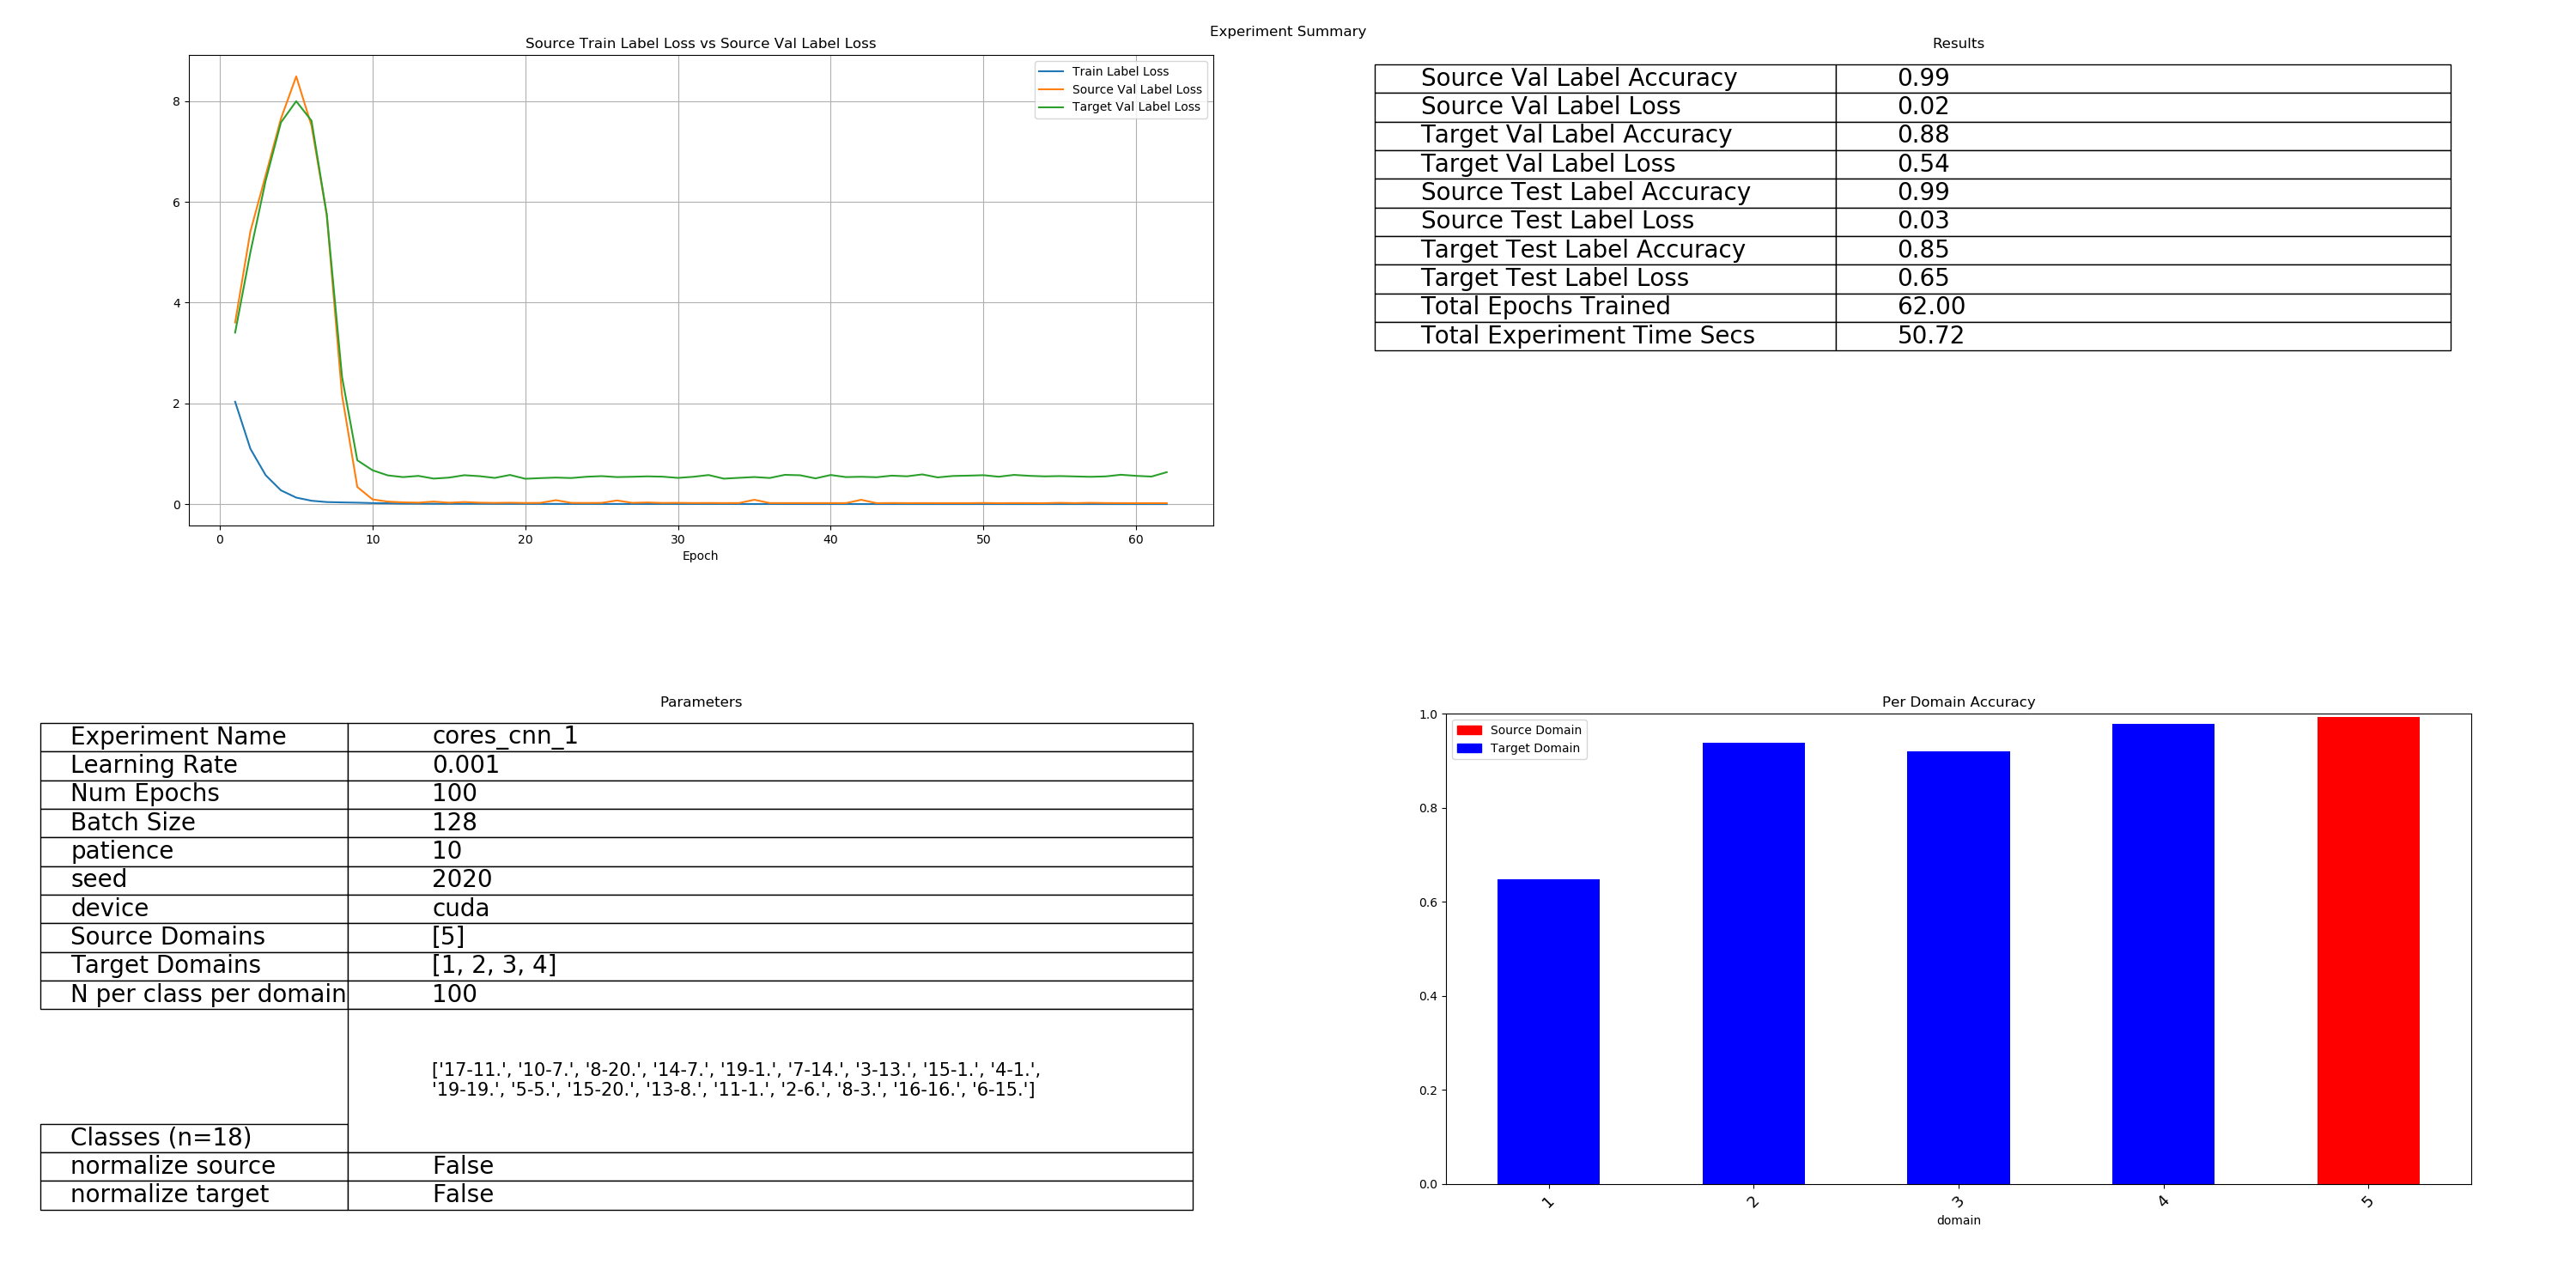 Experiment Summary
Source Train Label Loss vs Source Val Label Loss
Train Label Loss
Source Val Label Loss
Target Val Label Loss
8
6
4
2
0
0 10 20 30 40 50 60
Epoch
Results
Source Val Label Accuracy 0.99
Source Val Label Loss 0.02
Target Val Label Accuracy 0.88
Target Val Label Loss 0.54
Source Test Label Accuracy 0.99
Source Test Label Loss 0.03
Target Test Label Accuracy 0.85
Target Test Label Loss 0.65
Total Epochs Trained 62.00
Total Experiment Time Secs 50.72
Parameters
Experiment Name cores_cnn_1
Learning Rate 0.001
Num Epochs 100
Batch Size 128
patience 10
seed 2020
device cuda
Source Domains [5]
Target Domains [1, 2, 3, 4]
N per class per domain 100
['17-11.', '10-7.', '8-20.', '14-7.', '19-1.', '7-14.', '3-13.', '15-1.', '4-1.',
'19-19.', '5-5.', '15-20.', '13-8.', '11-1.', '2-6.', '8-3.', '16-16.', '6-15.']
Classes (n=18)
normalize source False
normalize target False
Per Domain Accuracy
Source Domain
Target Domain
1.0
0.8
0.6
0.4
0.2
0.0
1 2 3 4 5
domain